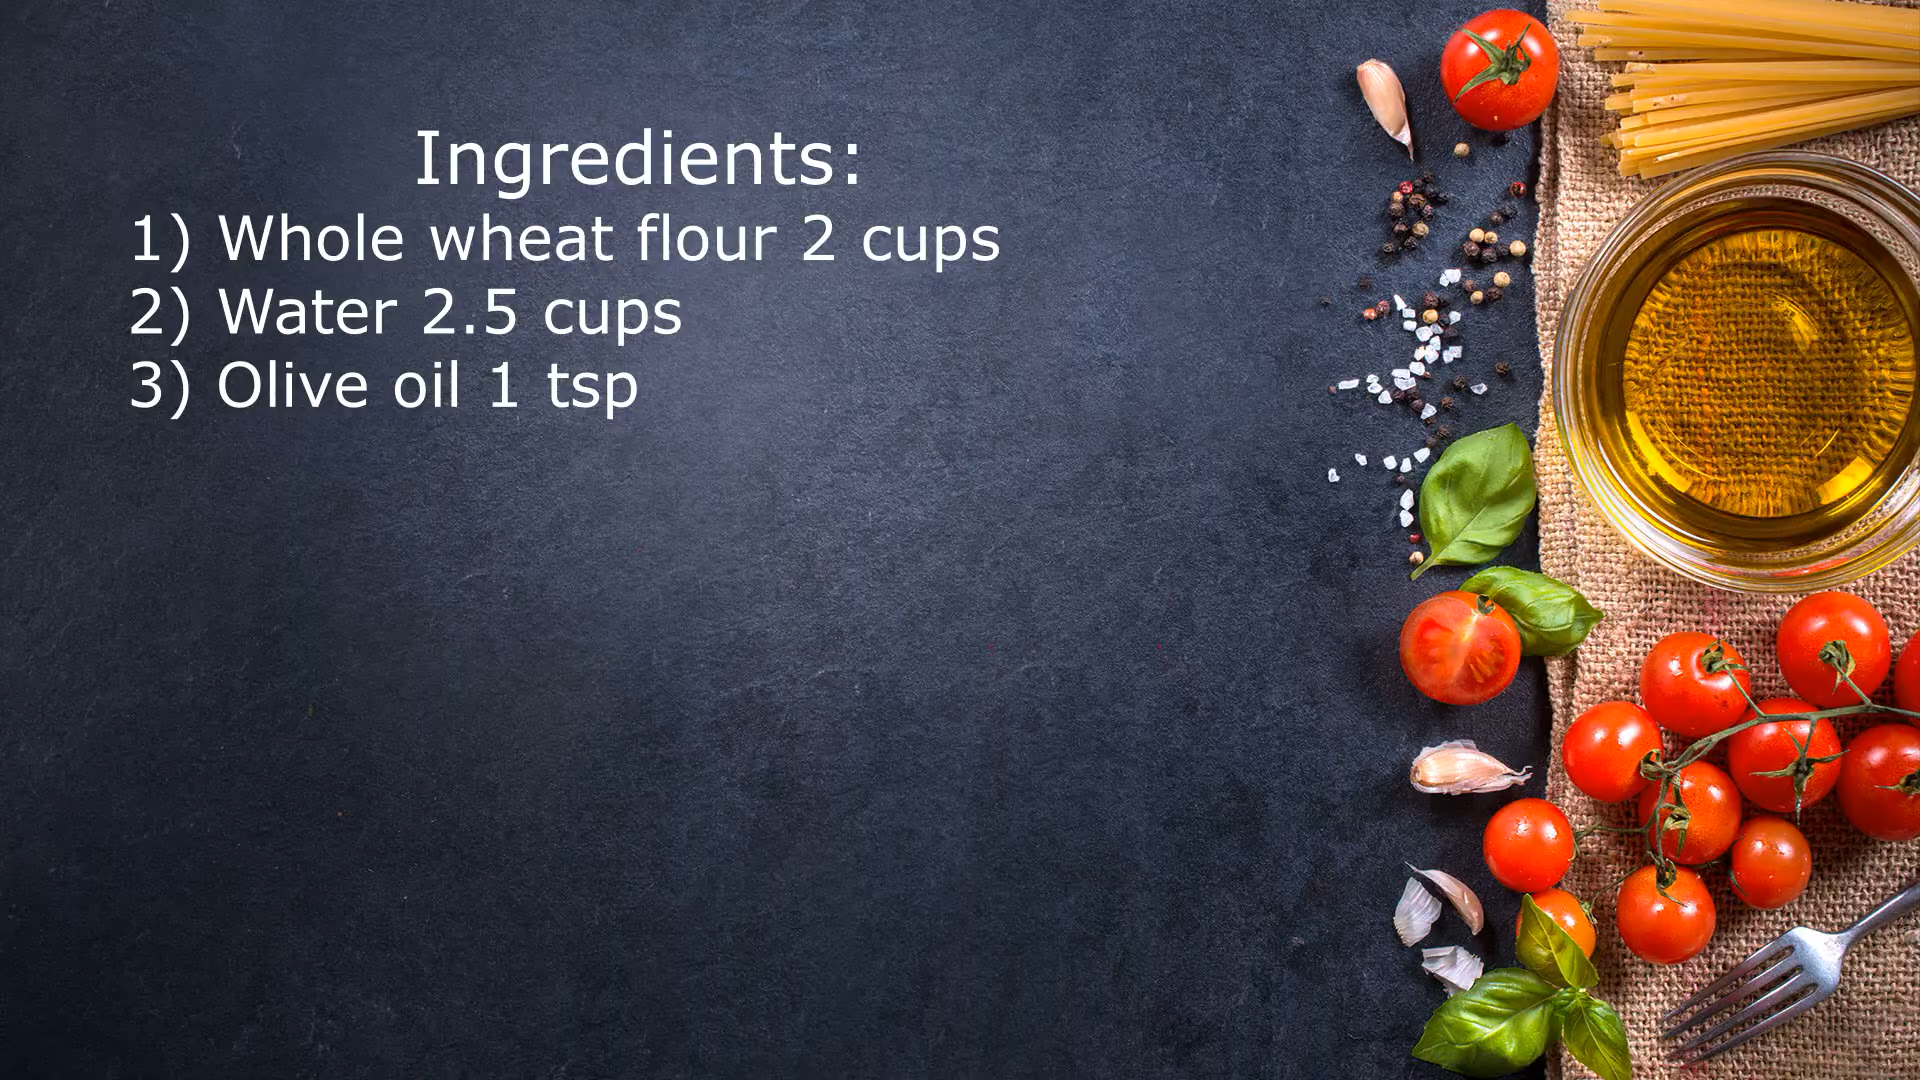 Ingredients:
1) Whole wheat flour 2 cups
2) Water 2.5 cups
3) Olive oil 1 tsp